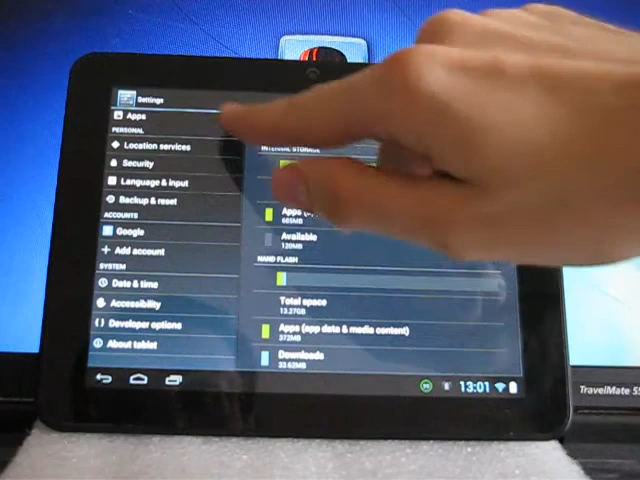 Settings
Apps
PERSONAL
Location services
Security
Language & input
Backup & reset
ACCOUNTS
Google
Add account
SYSTEM
Date & time
Accessibility
Developer options
About tablet
INTERNAL STORAGE
Apps
685MB
Available
120MB
NAND FLASH
Total space
13.27GB
Apps (app data & media content)
372MB
Downloads
33.62MB
13:01
TravelMate